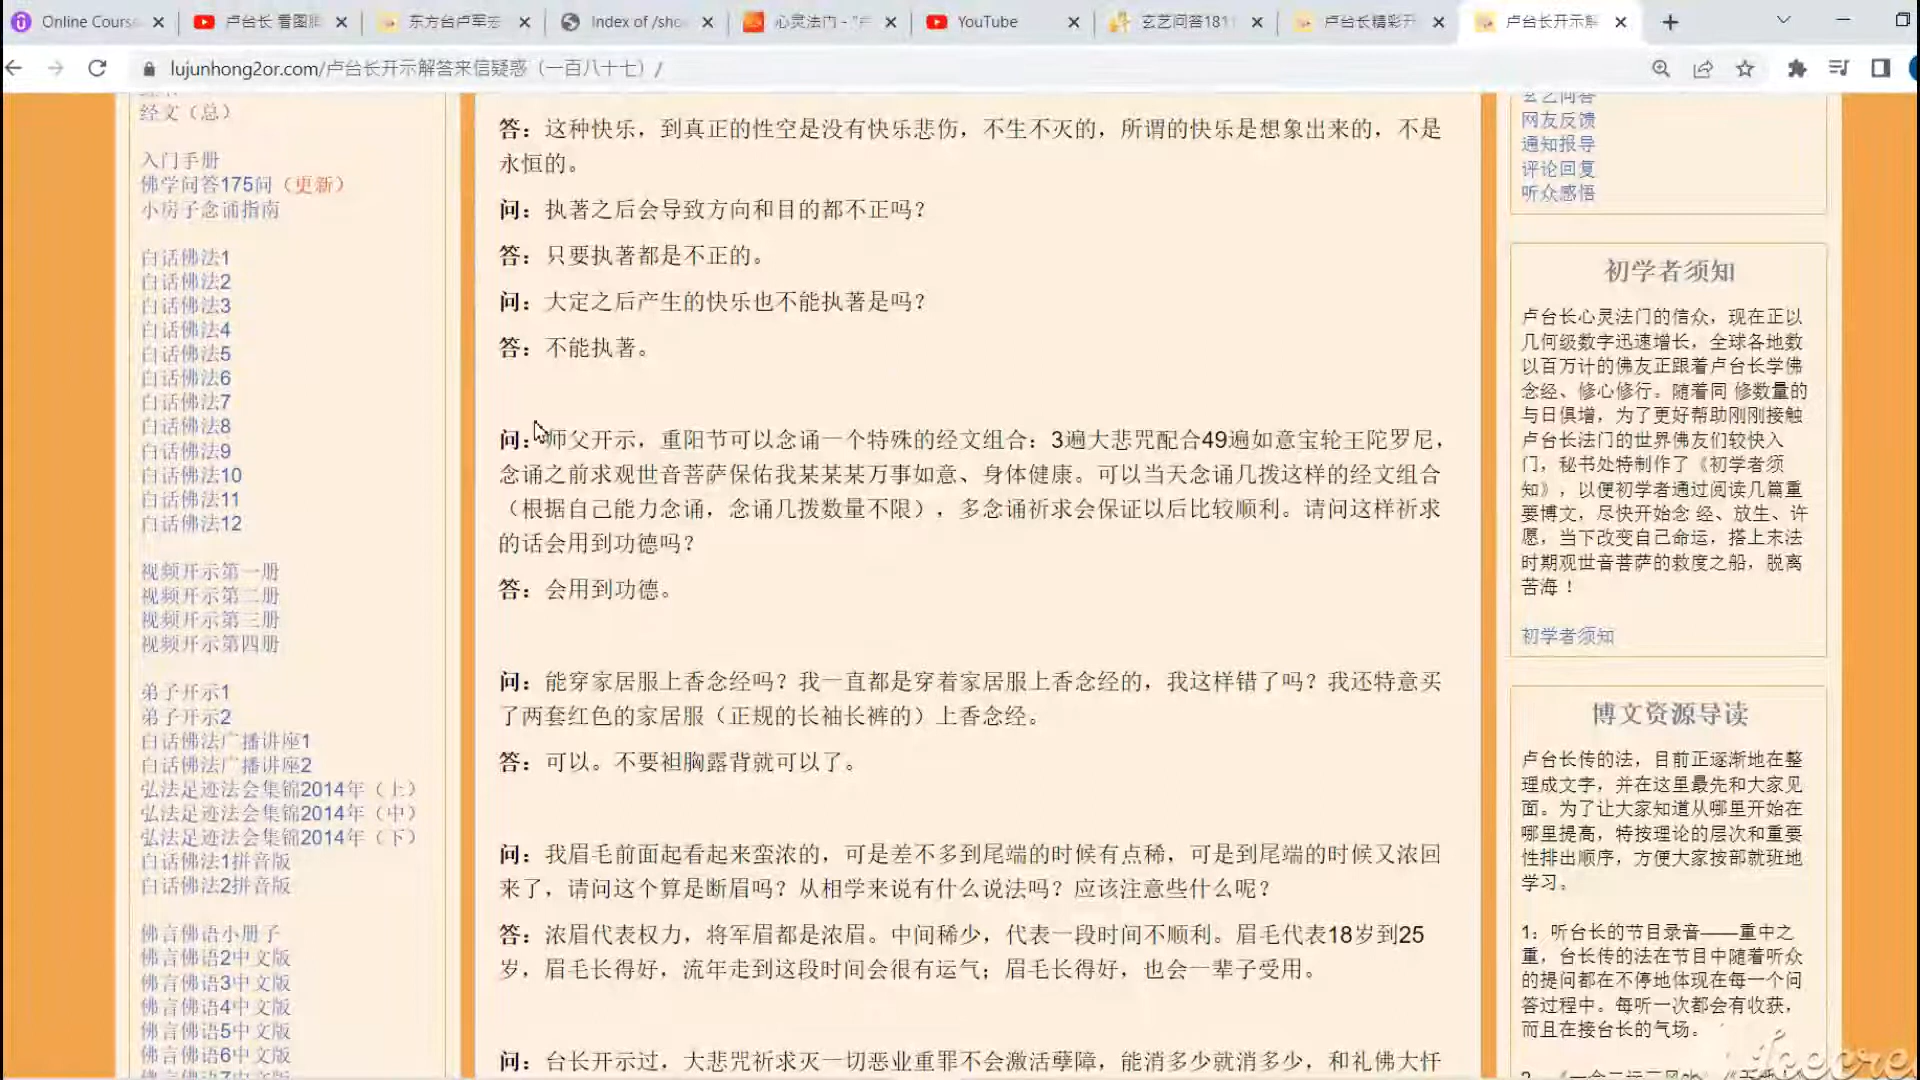 Online Cours
卢台长 看图
东方台卢军宏
Index of /sho
心灵法门 - "卢
YouTube
玄艺问答181
卢台长精彩开
卢台长开示解
lujunhong2or.com/卢台长开示解答来信疑惑（一百八十七）/
经文（总）
入门手册
佛学问答175问（更新）
小房子念诵指南
白话佛法1
白话佛法2
白话佛法3
白话佛法4
白话佛法5
白话佛法6
白话佛法7
白话佛法8
白话佛法9
白话佛法10
白话佛法11
白话佛法12
视频开示第一册
视频开示第二册
视频开示第三册
视频开示第四册
弟子开示1
弟子开示2
白话佛法广播讲座1
白话佛法广播讲座2
弘法足迹法会集锦2014年（上）
弘法足迹法会集锦2014年（中）
弘法足迹法会集锦2014年（下）
白话佛法1拼音版
白话佛法2拼音版
佛言佛语小册子
佛言佛语2中文版
佛言佛语3中文版
佛言佛语4中文版
佛言佛语5中文版
佛言佛语6中文版
佛言佛语7中文版
答：这种快乐，到真正的性空是没有快乐悲伤，不生不灭的，所谓的快乐是想象出来的，不是
永恒的。
问：执著之后会导致方向和目的都不正吗？
答：只要执著都是不正的。
问：大定之后产生的快乐也不能执著是吗？
答：不能执著。
问：师父开示，重阳节可以念诵一个特殊的经文组合：3遍大悲咒配合49遍如意宝轮王陀罗尼，
念诵之前求观世音菩萨保佑我某某某万事如意、身体健康。可以当天念诵几拨这样的经文组合
（根据自己能力念诵，念诵几拨数量不限），多念诵祈求会保证以后比较顺利。请问这样祈求
的话会用到功德吗？
答：会用到功德。
问：能穿家居服上香念经吗？我一直都是穿着家居服上香念经的，我这样错了吗？我还特意买
了两套红色的家居服（正规的长袖长裤的）上香念经。
答：可以。不要袒胸露背就可以了。
问：我眉毛前面起看起来蛮浓的，可是差不多到尾端的时候有点稀，可是到尾端的时候又浓回
来了，请问这个算是断眉吗？从相学来说有什么说法吗？应该注意些什么呢？
答：浓眉代表权力，将军眉都是浓眉。中间稀少，代表一段时间不顺利。眉毛代表18岁到25
岁，眉毛长得好，流年走到这段时间会很有运气；眉毛长得好，也会一辈子受用。
问：台长开示过，大悲咒祈求灭一切恶业重罪不会激活孽障，能消多少就消多少，和礼佛大忏
玄艺问答
网友反馈
通知报导
评论回复
听众感悟
初学者须知
卢台长心灵法门的信众，现在正以
几何级数字迅速增长，全球各地数
以百万计的佛友正跟着卢台长学佛
念经、修心修行。随着同 修数量的
与日俱增，为了更好帮助刚刚接触
卢台长法门的世界佛友们较快入
门，秘书处特制作了《初学者须
知》，以便初学者通过阅读几篇重
要博文，尽快开始念 经、放生、许
愿，当下改变自己命运，搭上末法
时期观世音菩萨的救度之船，脱离
苦海！
初学者须知
博文资源导读
卢台长传的法，目前正逐渐地在整
理成文字，并在这里最先和大家见
面。为了让大家知道从哪里开始在
哪里提高，特按理论的层次和重要
性排出顺序，方便大家按部就班地
学习。
1：听台长的节目录音——重中之
重，台长传的法在节目中随着听众
的提问都在不停地体现在每一个问
答过程中。每听一次都会有收获，
而且在接台长的气场。